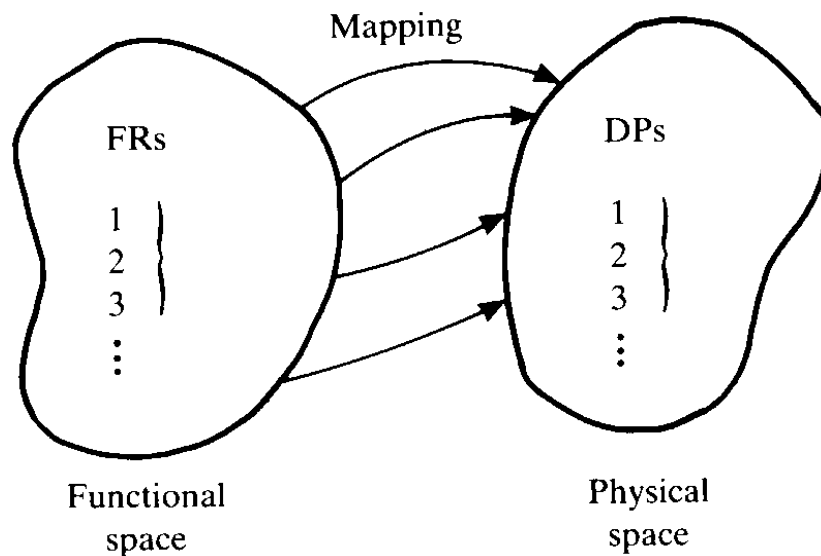 Mapping
FRs
1
2
3
⋮
DPs
1
2
3
⋮
Functional
space
Physical
space